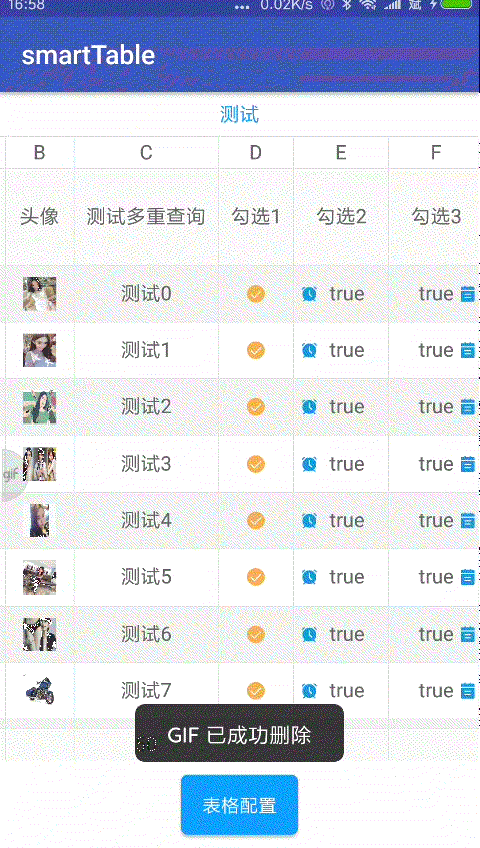 16:58 ... 0.02K/s 斌
smartTable
测试
B C D E F
头像 测试多重查询 勾选1 勾选2 勾选3
测试0 true true
测试1 true true
测试2 true true
测试3 true true
gif
测试4 true true
测试5 true true
测试6 true true
测试7 true true
GIF 已成功删除
表格配置